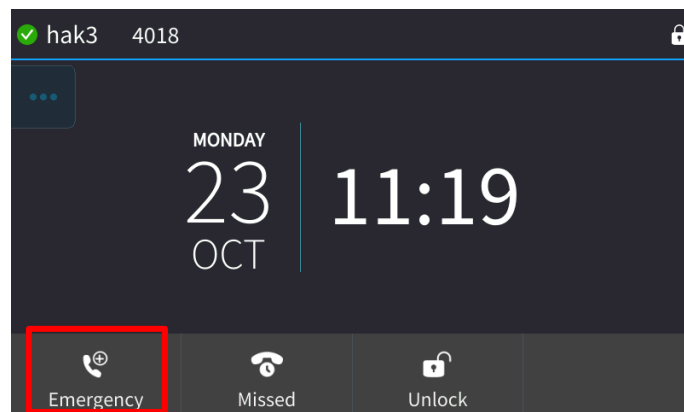 hak3 4018
MONDAY
23
OCT
11:19
Emergency Missed Unlock